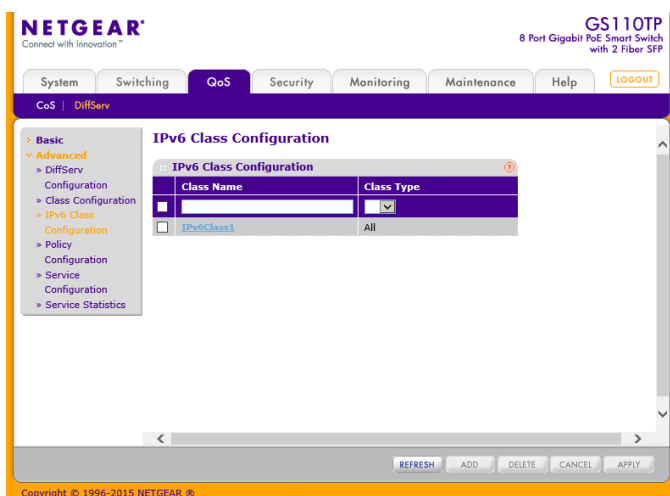 NETGEAR®
Connect with Innovation™
GS110TP
8 Port Gigabit PoE Smart Switch
with 2 Fiber SFP
System Switching QoS Security Monitoring Maintenance Help LOGOUT
CoS | DiffServ
Basic
Advanced
» DiffServ
Configuration
» Class Configuration
» IPv6 Class
Configuration
» Policy
Configuration
» Service
Configuration
» Service Statistics
IPv6 Class Configuration
IPv6 Class Configuration ?
Class Name Class Type
IPv6Class1 All
REFRESH ADD DELETE CANCEL APPLY
Copyright © 1996-2015 NETGEAR ®